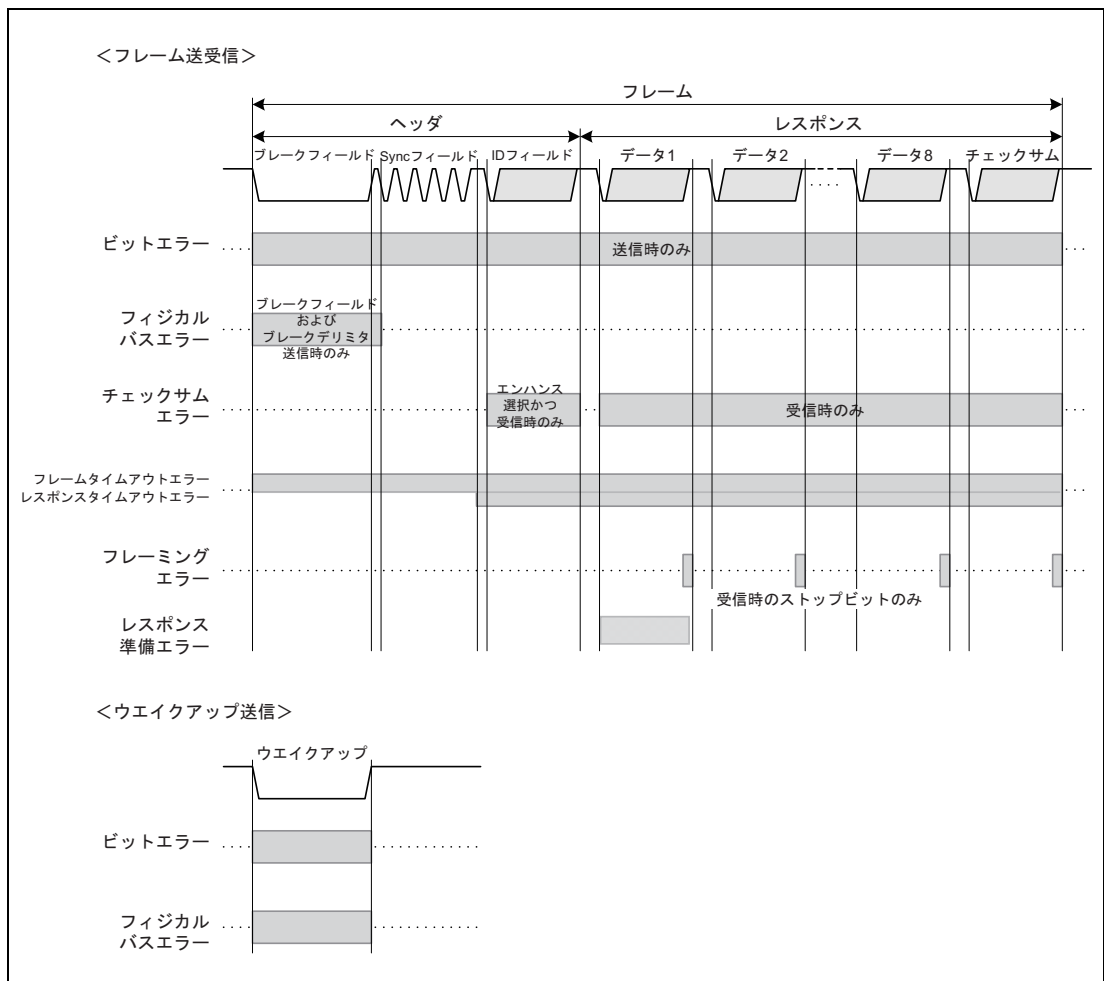 ＜フレーム送受信＞
フレーム
ヘッダ
レスポンス
ブレークフィールド
Syncフィールド
IDフィールド
データ1
データ2
データ8
チェックサム
ビットエラー
送信時のみ
フィジカル
バスエラー
ブレークフィールド
および
ブレークデリミタ
送信時のみ
チェックサム
エラー
エンハンス
選択かつ
受信時のみ
受信時のみ
フレームタイムアウトエラー
レスポンスタイムアウトエラー
フレーミング
エラー
受信時のストップビットのみ
レスポンス
準備エラー
＜ウエイクアップ送信＞
ウエイクアップ
ビットエラー
フィジカル
バスエラー